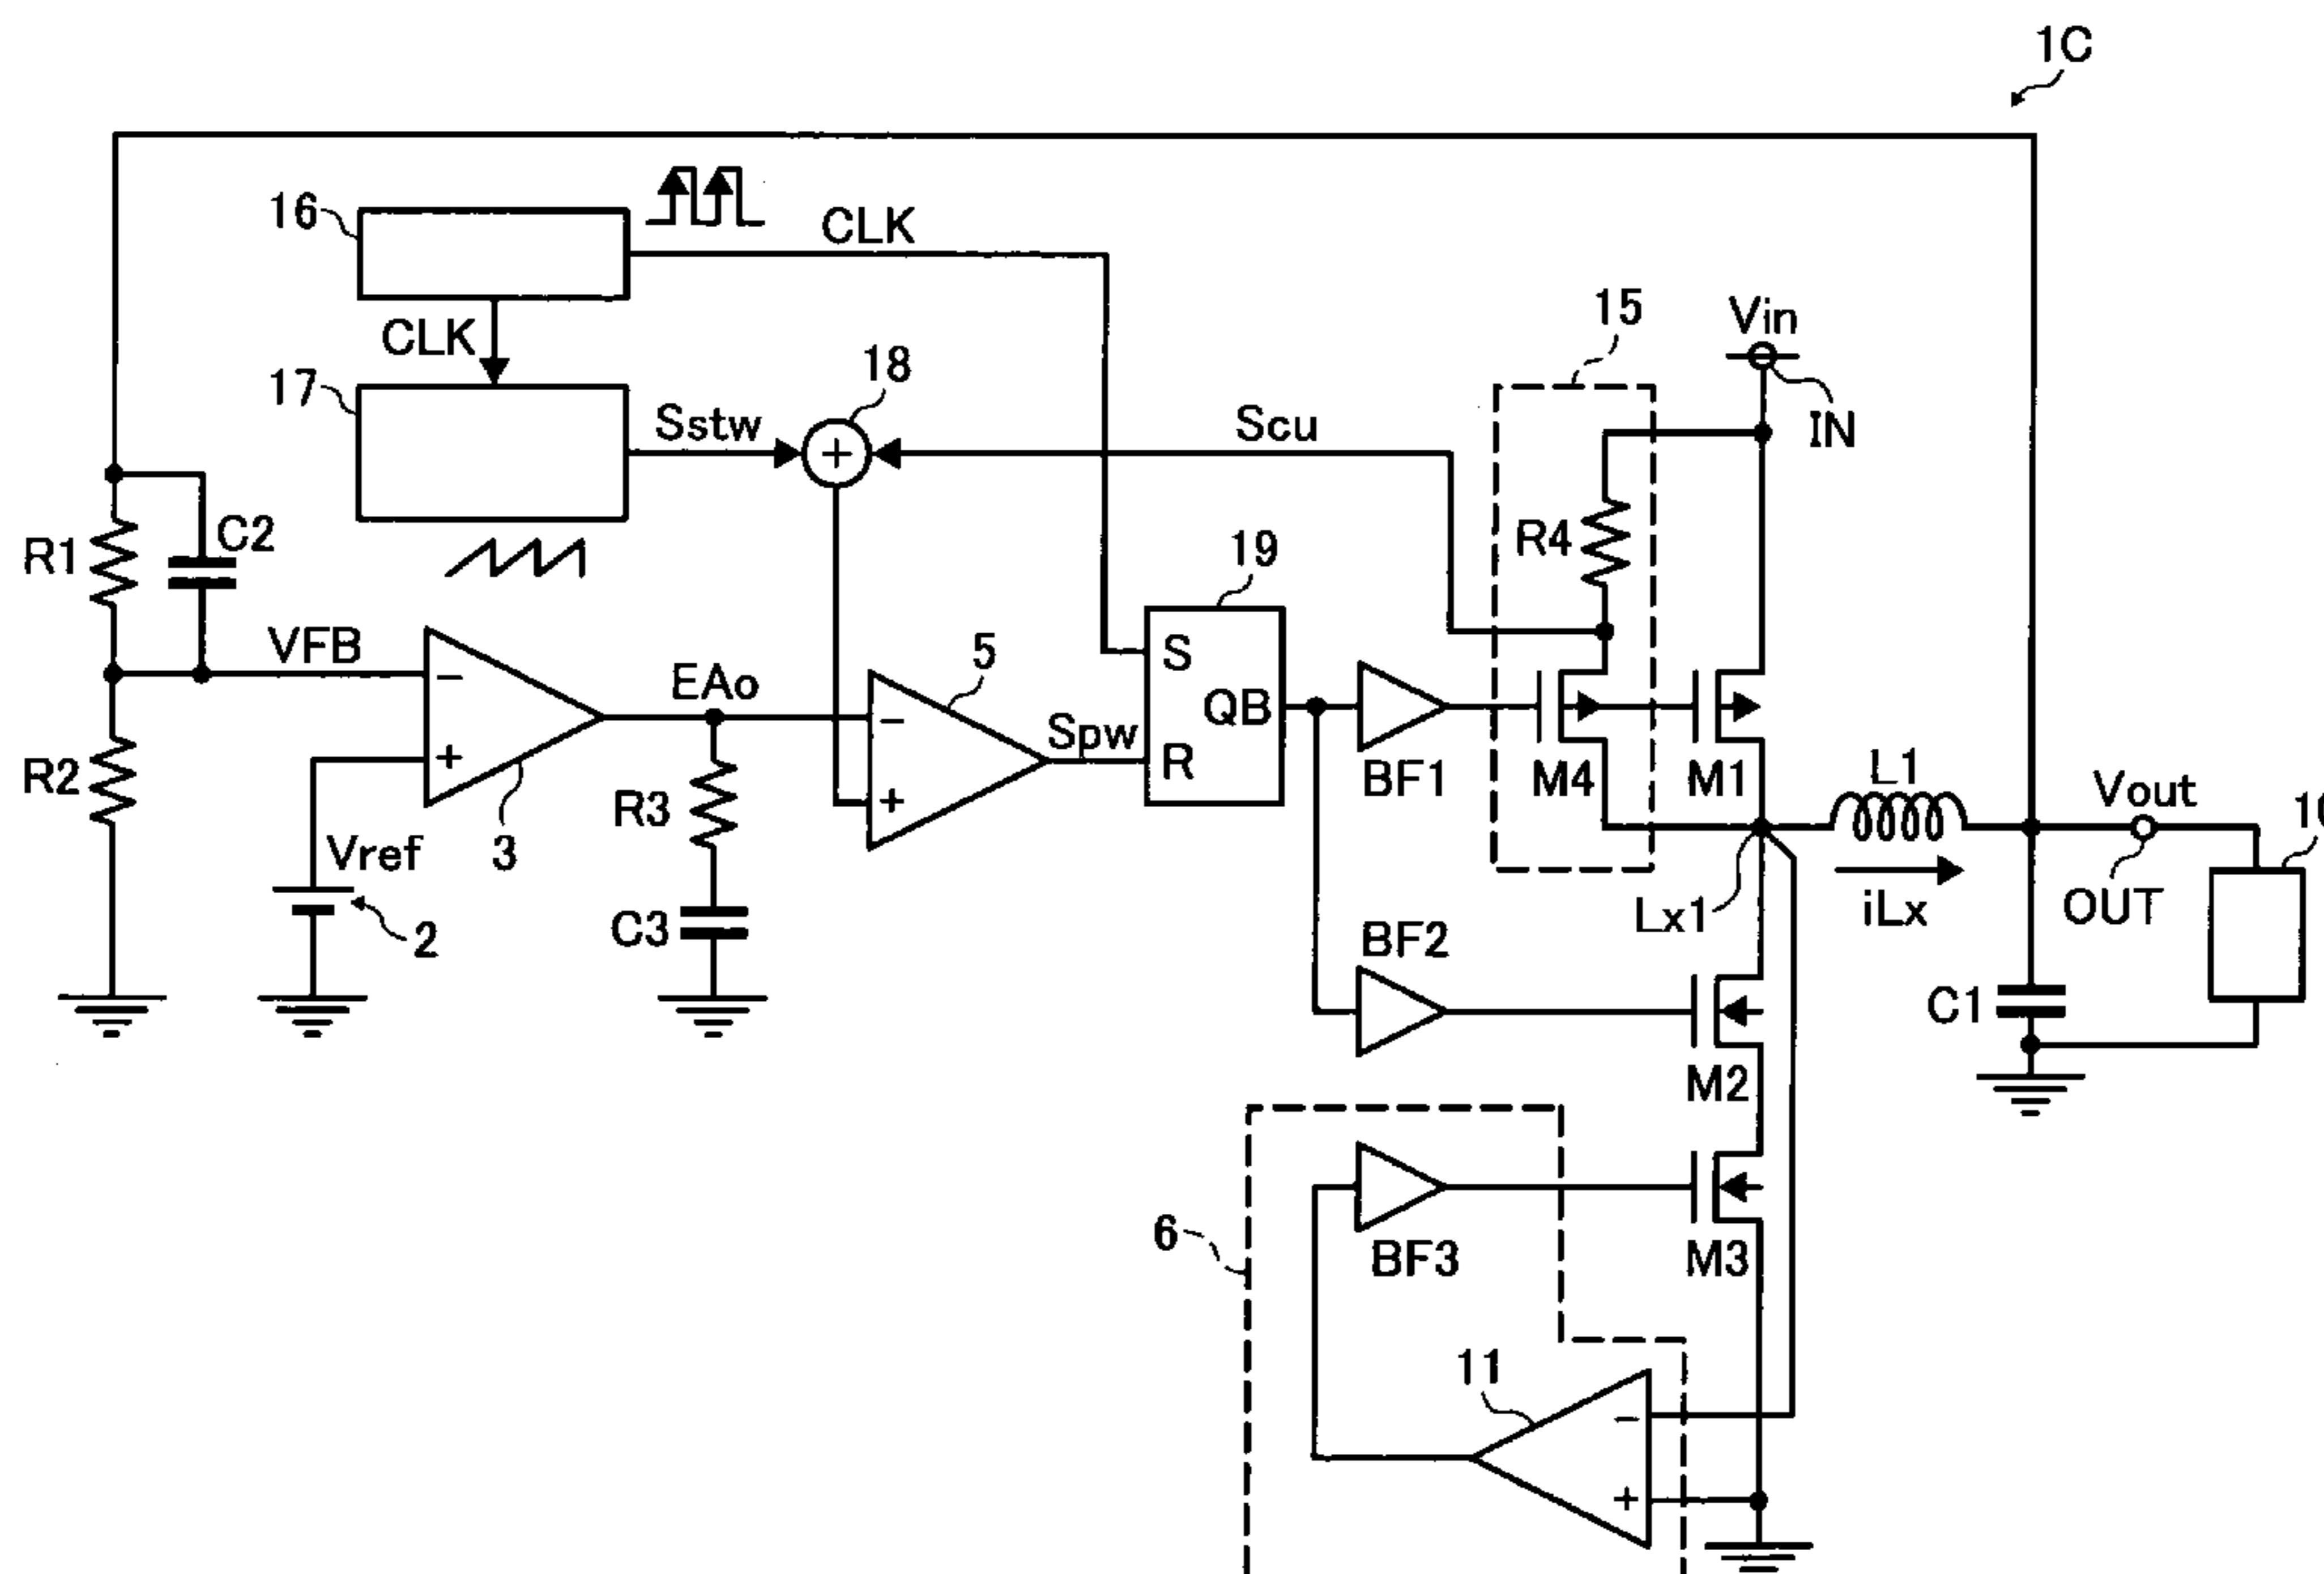 1C
16
CLK
CLK
15
Vin
17
18
Sstw
Scu
IN
R1
C2
R4
19
VFB
5
S
EAo
QB
Spw
R
−
+
−
+
+
BF1
M4
M1
L1
Vout
R2
R3
Vref
3
iLx
OUT
Lx1
2
C3
BF2
C1
M2
6
BF3
M3
11
−
+